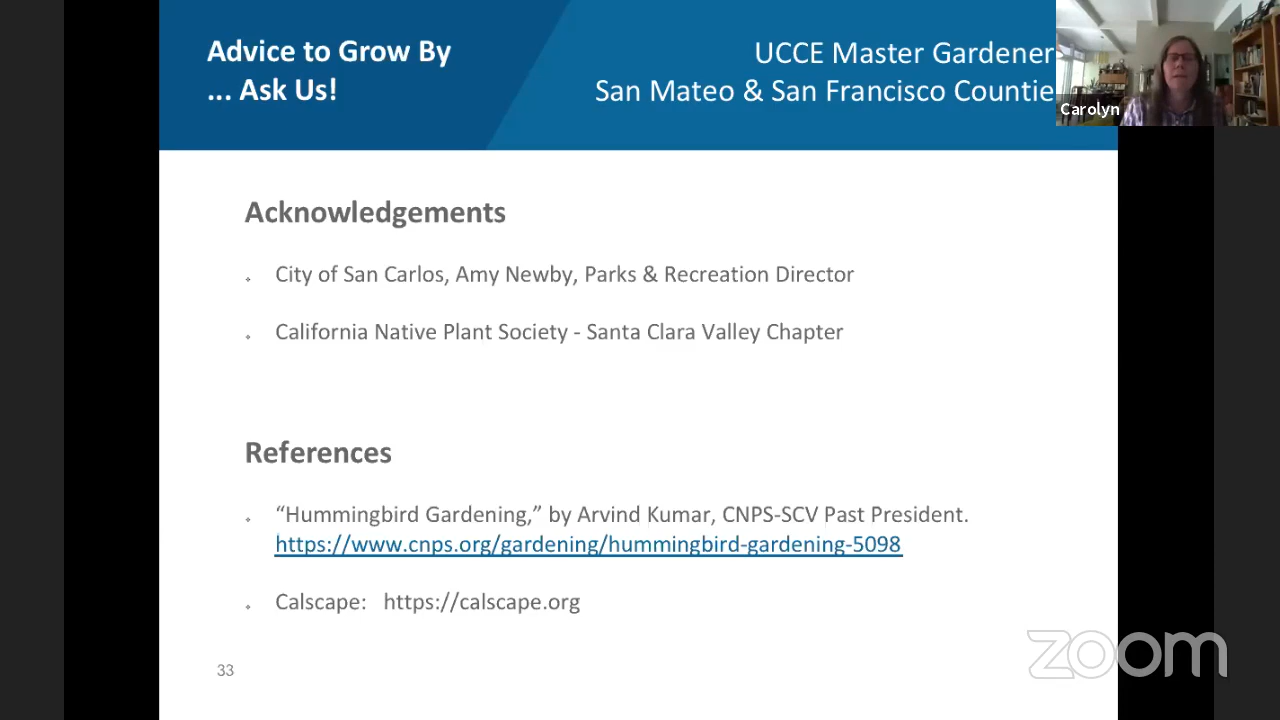 Advice to Grow By
... Ask Us!
UCCE Master Gardener
San Mateo & San Francisco Countie
Carolyn
Acknowledgements
City of San Carlos, Amy Newby, Parks & Recreation Director
California Native Plant Society - Santa Clara Valley Chapter
References
“Hummingbird Gardening,” by Arvind Kumar, CNPS-SCV Past President.
https://www.cnps.org/gardening/hummingbird-gardening-5098
Calscape: https://calscape.org
33
zoom